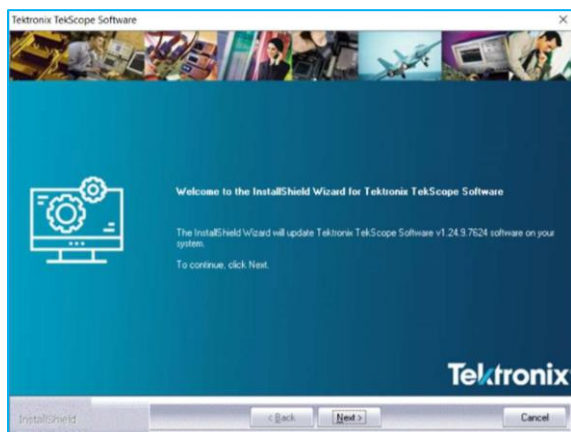 Tektronix TekScope Software
Welcome to the InstallShield Wizard for Tektronix TekScope Software
The InstallShield Wizard will update Tektronix TekScope Software v1.24.9.7624 software on your
system.
To continue, click Next.
Tektronix
InstallShield
< Back
Next >
Cancel